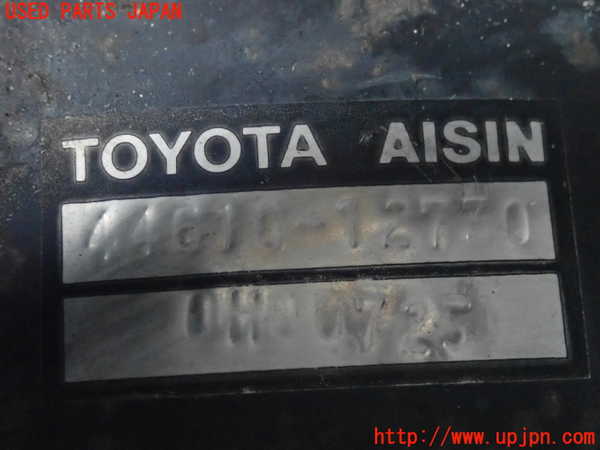 USED PARTS JAPAN
TOYOTA AISIN
44610-12770
http://www.upjpn.com/